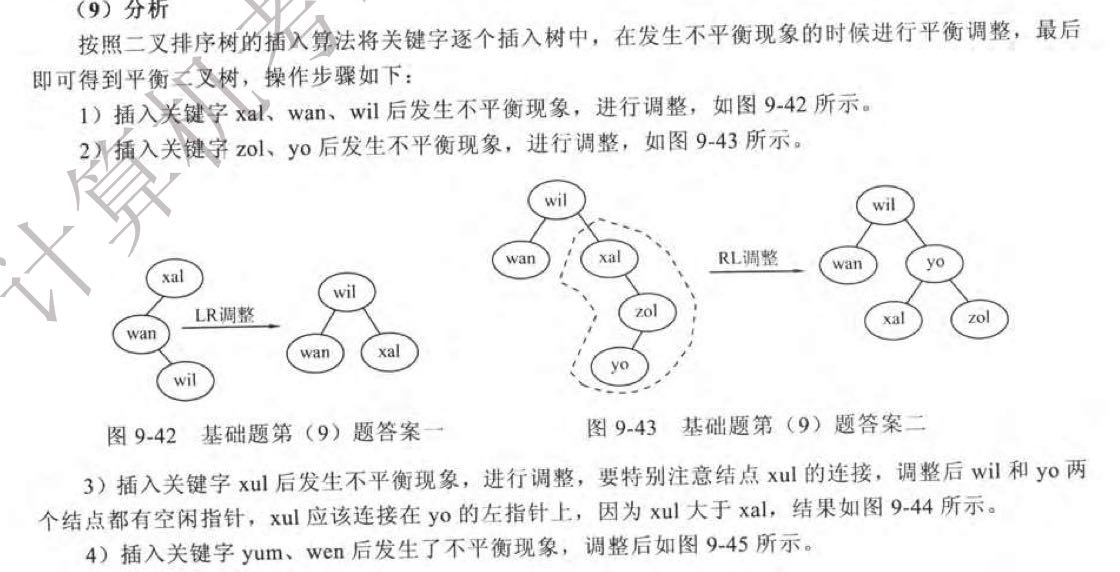 （9）分析
按照二叉排序树的插入算法将关键字逐个插入树中，在发生不平衡现象的时候进行平衡调整，最后
即可得到平衡二叉树，操作步骤如下：
1）插入关键字 xal、wan、wil 后发生不平衡现象，进行调整，如图 9-42 所示。
2）插入关键字 zol、yo 后发生不平衡现象，进行调整，如图 9-43 所示。
xal
wan
wil
LR调整
wil
wan
xal
wil
wan
xal
zol
yo
RL调整
wil
wan
yo
xal
zol
图 9-42 基础题第（9）题答案一
图 9-43 基础题第（9）题答案二
3）插入关键字 xul 后发生不平衡现象，进行调整，要特别注意结点 xul 的连接，调整后 wil 和 yo 两
个结点都有空闲指针，xul 应该连接在 yo 的左指针上，因为 xul 大于 xal，结果如图 9-44 所示。
4）插入关键字 yum、wen 后发生了不平衡现象，调整后如图 9-45 所示。
计算机考